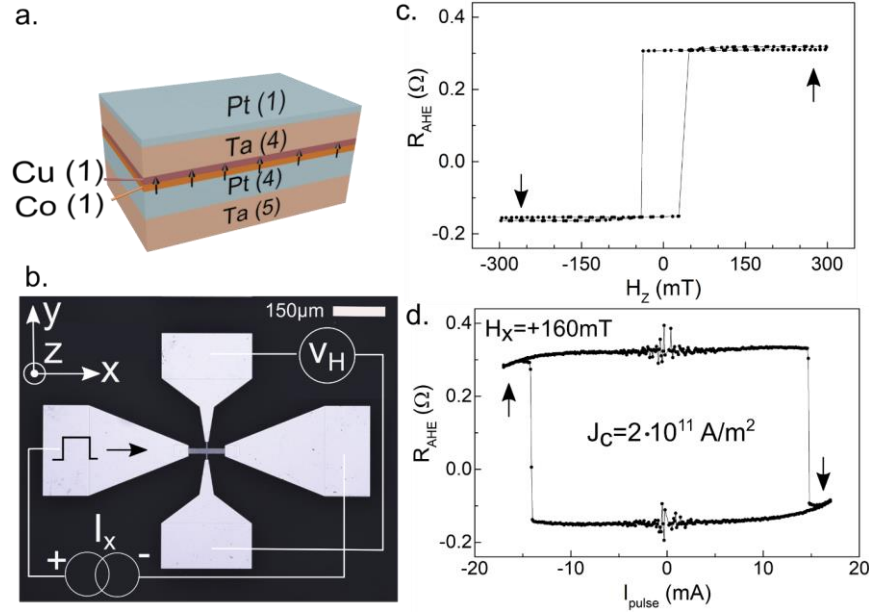 a.
Pt (1)
Ta (4)
Cu (1)
Pt (4)
Co (1)
Ta (5)
b.
150μm
y
z
x
V_H
I_x
+
-
c.
R_AHE (Ω)
0.4
0.2
0.0
-0.2
-300
-150
0
150
300
H_Z (mT)
d.
H_x=+160mT
J_C=2·10^11 A/m^2
R_AHE (Ω)
0.4
0.2
0.0
-0.2
-20
-10
0
10
20
I_pulse (mA)